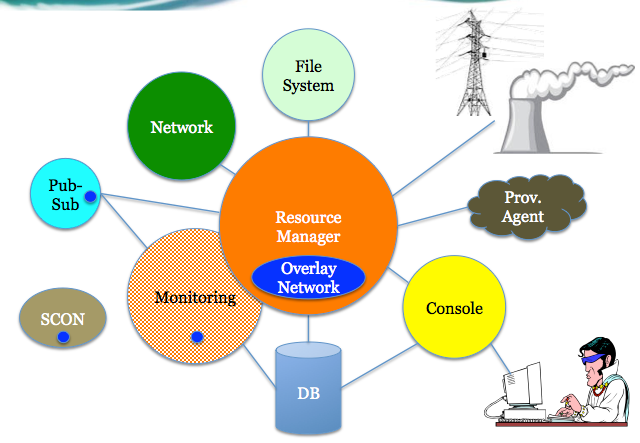 File
System
Network
Pub-
Sub
Prov.
Agent
Resource
Manager
Overlay
Network
Monitoring
Console
SCON
DB